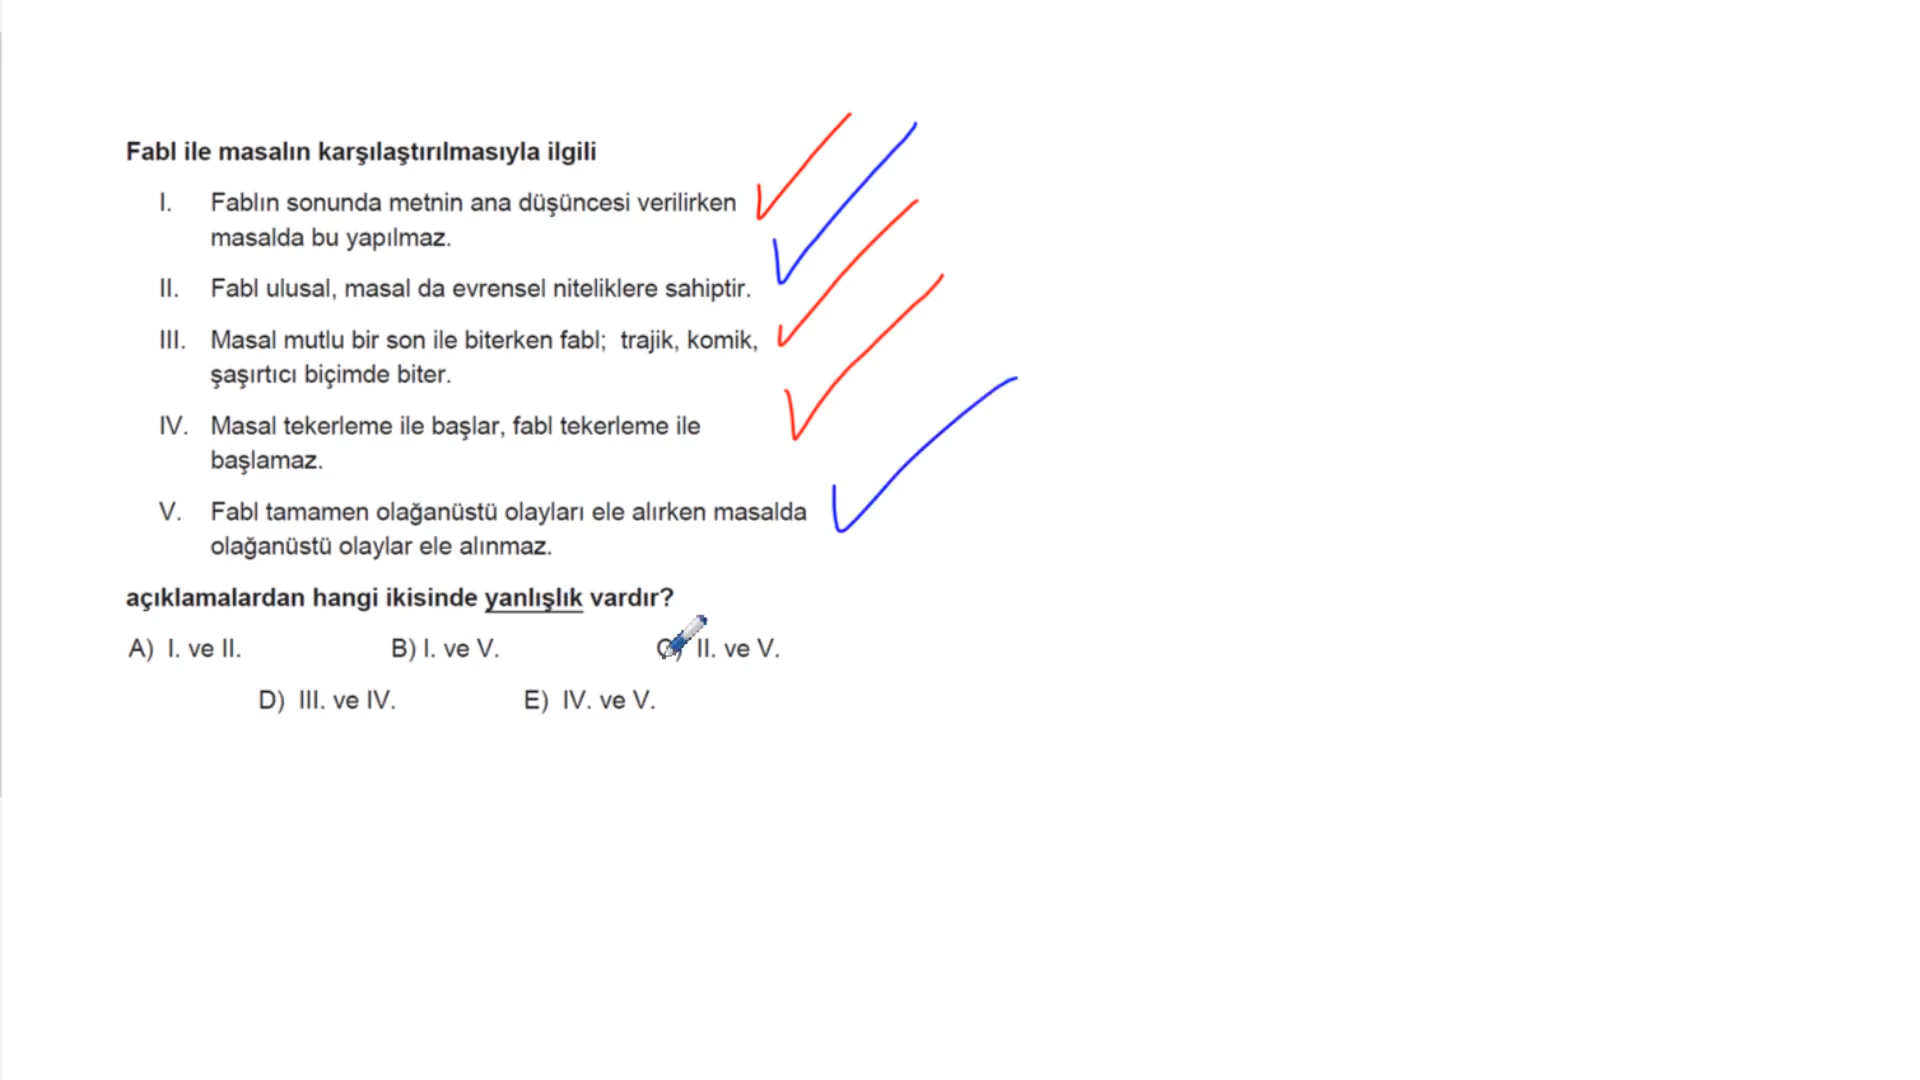 Fabl ile masalın karşılaştırılmasıyla ilgili
I. Fablın sonunda metnin ana düşüncesi verilirken
masalda bu yapılmaz.
II. Fabl ulusal, masal da evrensel niteliklere sahiptir.
III. Masal mutlu bir son ile biterken fabl; trajik, komik,
şaşırtıcı biçimde biter.
IV. Masal tekerleme ile başlar, fabl tekerleme ile
başlamaz.
V. Fabl tamamen olağanüstü olayları ele alırken masalda
olağanüstü olaylar ele alınmaz.
açıklamalardan hangi ikisinde yanlışlık vardır?
A) I. ve II. B) I. ve V. C) II. ve V.
D) III. ve IV. E) IV. ve V.